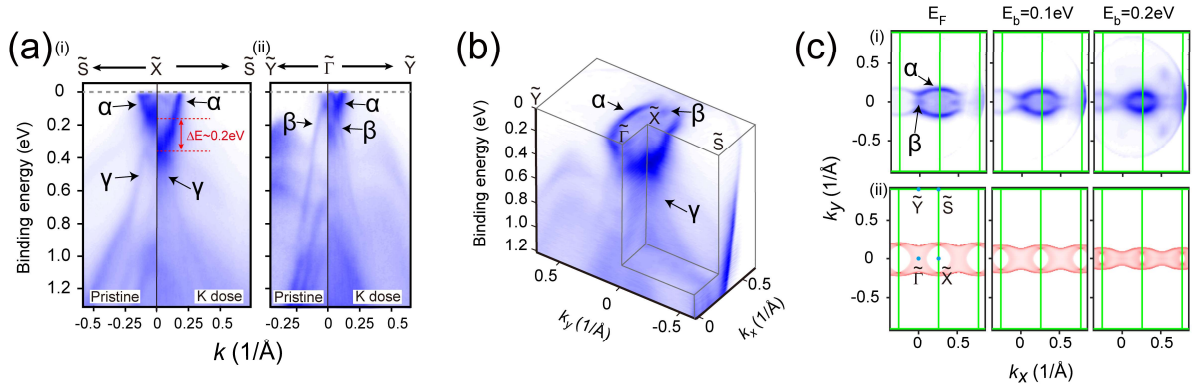 (a)
(i)
S̃ X̃ S̃
(ii)
Ỹ Γ̃ Ỹ
Binding energy (eV)
0
0.2
0.4
0.6
0.8
1.0
1.2
α α
ΔE~0.2eV
γ γ
Pristine K dose
-0.5 -0.25 0 0.25 0.5
α
β β
Pristine K dose
-0.25 0 0.25 0.5
k (1/Å)
(b)
Binding energy (eV)
0
0.2
0.4
0.6
0.8
1.0
1.2
Ỹ
α
Γ̃ X̃ β
S̃
γ
0.5 0 -0.5
ky (1/Å)
0 0.5
kx (1/Å)
(c)
EF Eb=0.1eV Eb=0.2eV
(i)
0.5
0
-0.5
α
β
ky (1/Å)
(ii)
0.5
0
-0.5
Ỹ S̃
Γ̃ X̃
0 0.5 0 0.5 0 0.5
kx (1/Å)